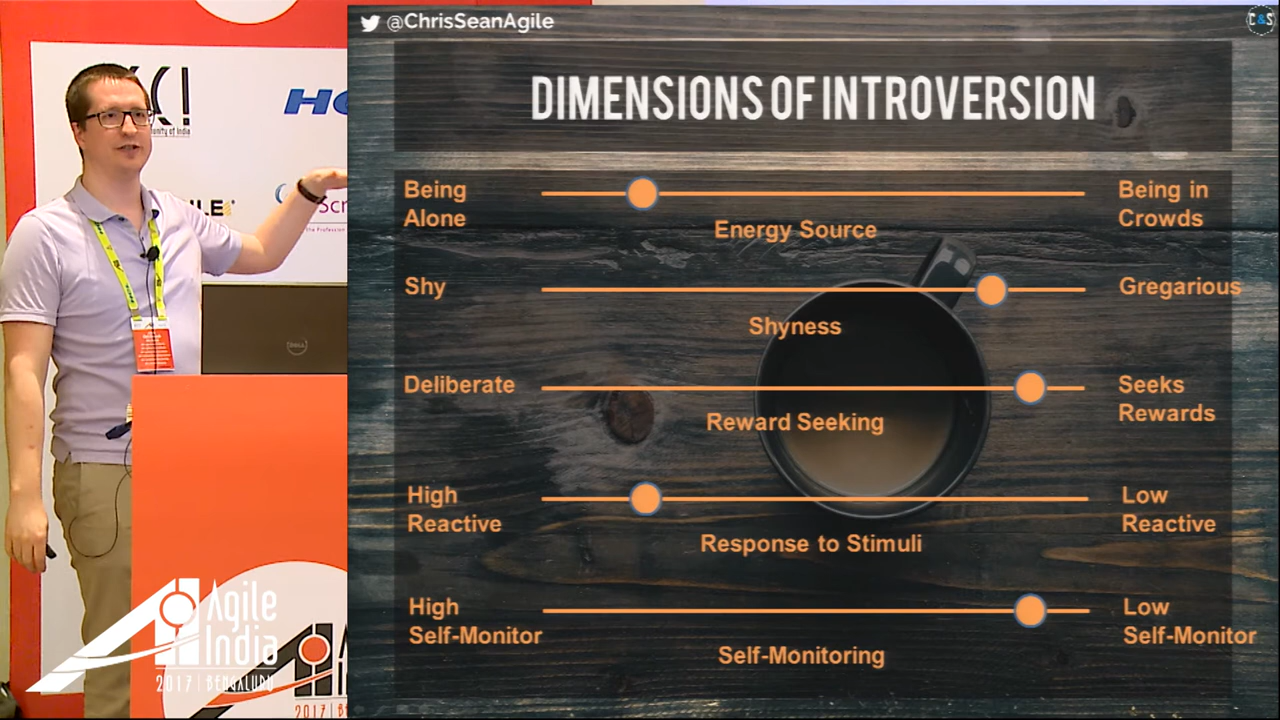 @ChrisSeanAgile
C&S
DIMENSIONS OF INTROVERSION
Being
Alone
Being in
Crowds
Energy Source
Shy
Gregarious
Shyness
Deliberate
Seeks
Rewards
Reward Seeking
High
Reactive
Low
Reactive
Response to Stimuli
High
Self-Monitor
Low
Self-Monitor
Self-Monitoring
DELL
Agile
India
2017 | BENGALURU
2017 |